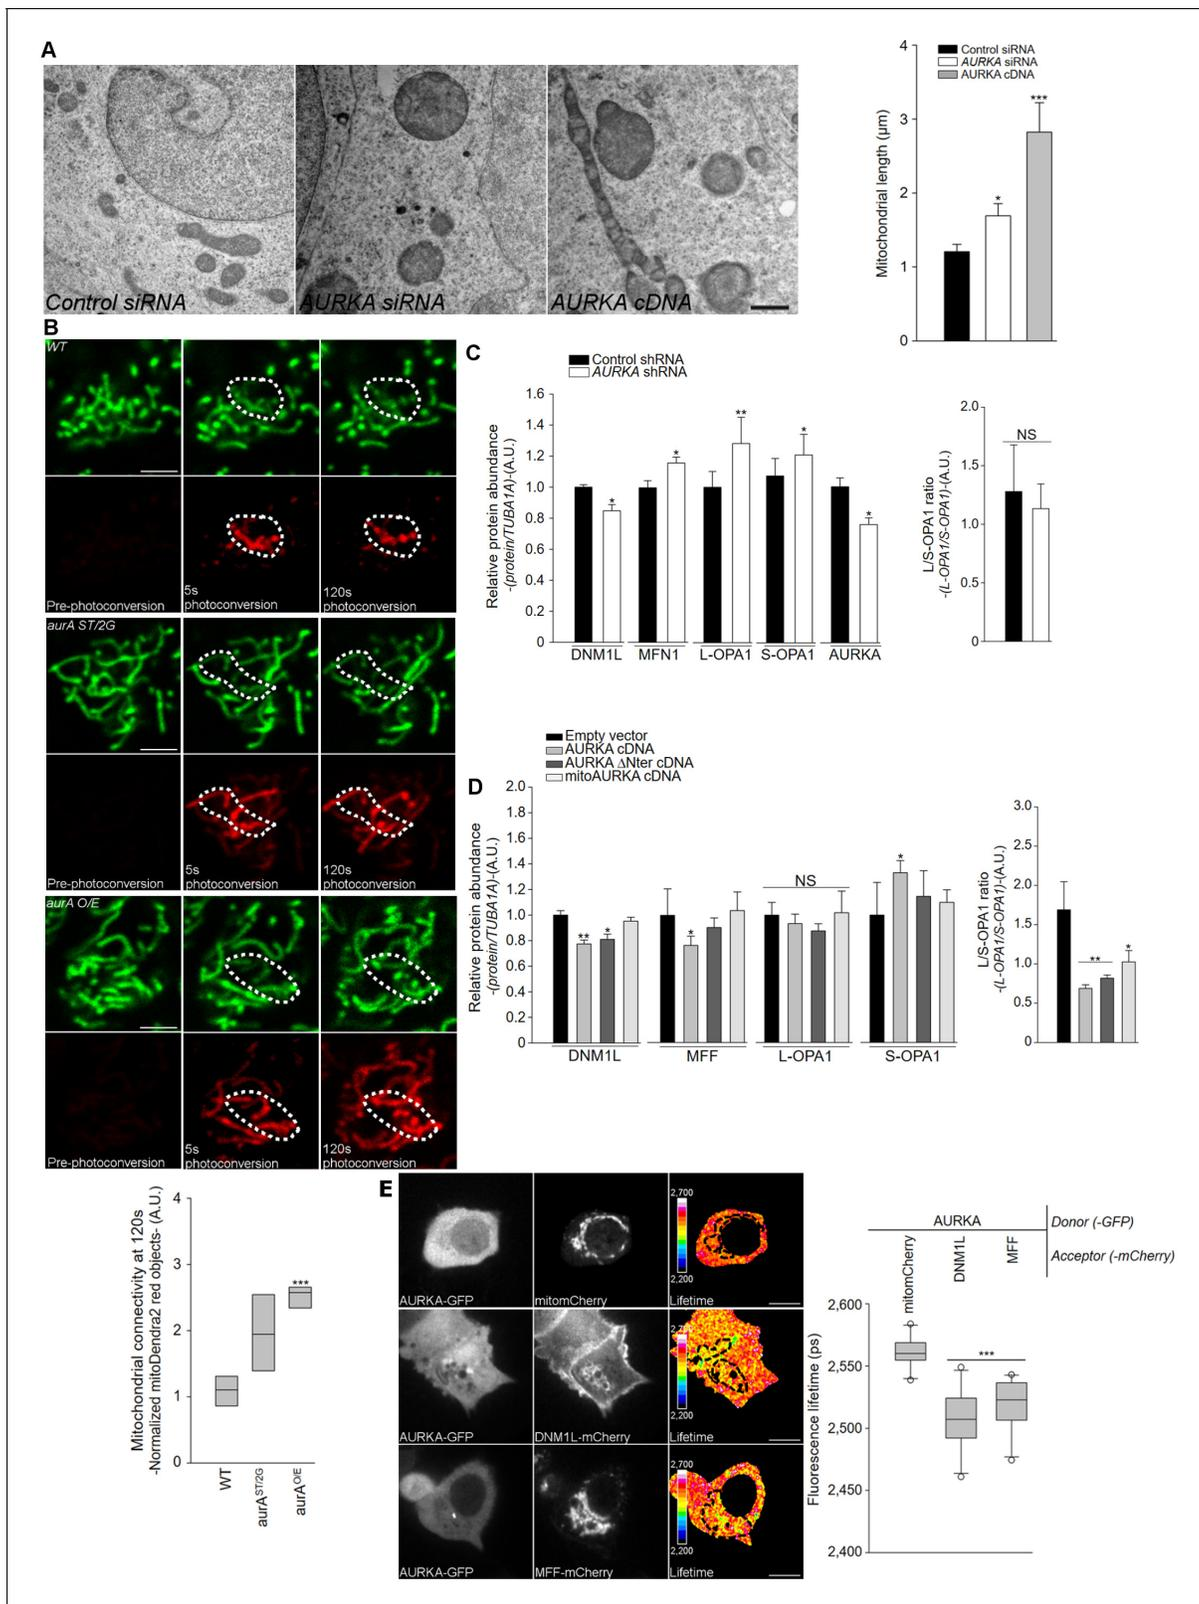 A
Control siRNA
AURKA siRNA
AURKA cDNA
Control siRNA
AURKA siRNA
AURKA cDNA
Mitochondrial length (µm)
4
3
2
1
0
*
***
B
WT
Pre-photoconversion
5s
photoconversion
120s
photoconversion
aurA ST/2G
Pre-photoconversion
5s
photoconversion
120s
photoconversion
aurA O/E
Pre-photoconversion
5s
photoconversion
120s
photoconversion
Mitochondrial connectivity at 120s
-Normalized mitoDendra2 red objects- (A.U.)
4
3
2
1
0
***
WT
aurA^ST/2G
aurA^O/E
C
Control shRNA
AURKA shRNA
Relative protein abundance
-(protein/TUBA1A)-(A.U.)
1.6
1.4
1.2
1.0
0.8
0.6
0.4
0.2
0
*
*
**
*
*
DNM1L
MFN1
L-OPA1
S-OPA1
AURKA
L/S-OPA1 ratio
-(L-OPA1/S-OPA1)-(A.U.)
2.0
1.5
1.0
0.5
0
NS
D
Empty vector
AURKA cDNA
AURKA ΔNter cDNA
mitoAURKA cDNA
Relative protein abundance
-(protein/TUBA1A)-(A.U.)
2.0
1.8
1.6
1.4
1.2
1.0
0.8
0.6
0.4
0.2
0
**
*
*
NS
*
DNM1L
MFF
L-OPA1
S-OPA1
L/S-OPA1 ratio
-(L-OPA1/S-OPA1)-(A.U.)
3.0
2.0
1.5
1.0
0.5
0
**
*
E
AURKA-GFP
mitomCherry
2,700
2,200
Lifetime
AURKA-GFP
DNM1L-mCherry
2,200
Lifetime
AURKA-GFP
MFF-mCherry
2,700
2,200
Lifetime
AURKA
Donor (-GFP)
mitomCherry
DNM1L
MFF
Acceptor (-mCherry)
Fluorescence lifetime (ps)
2,600
2,550
2,500
2,450
2,400
***